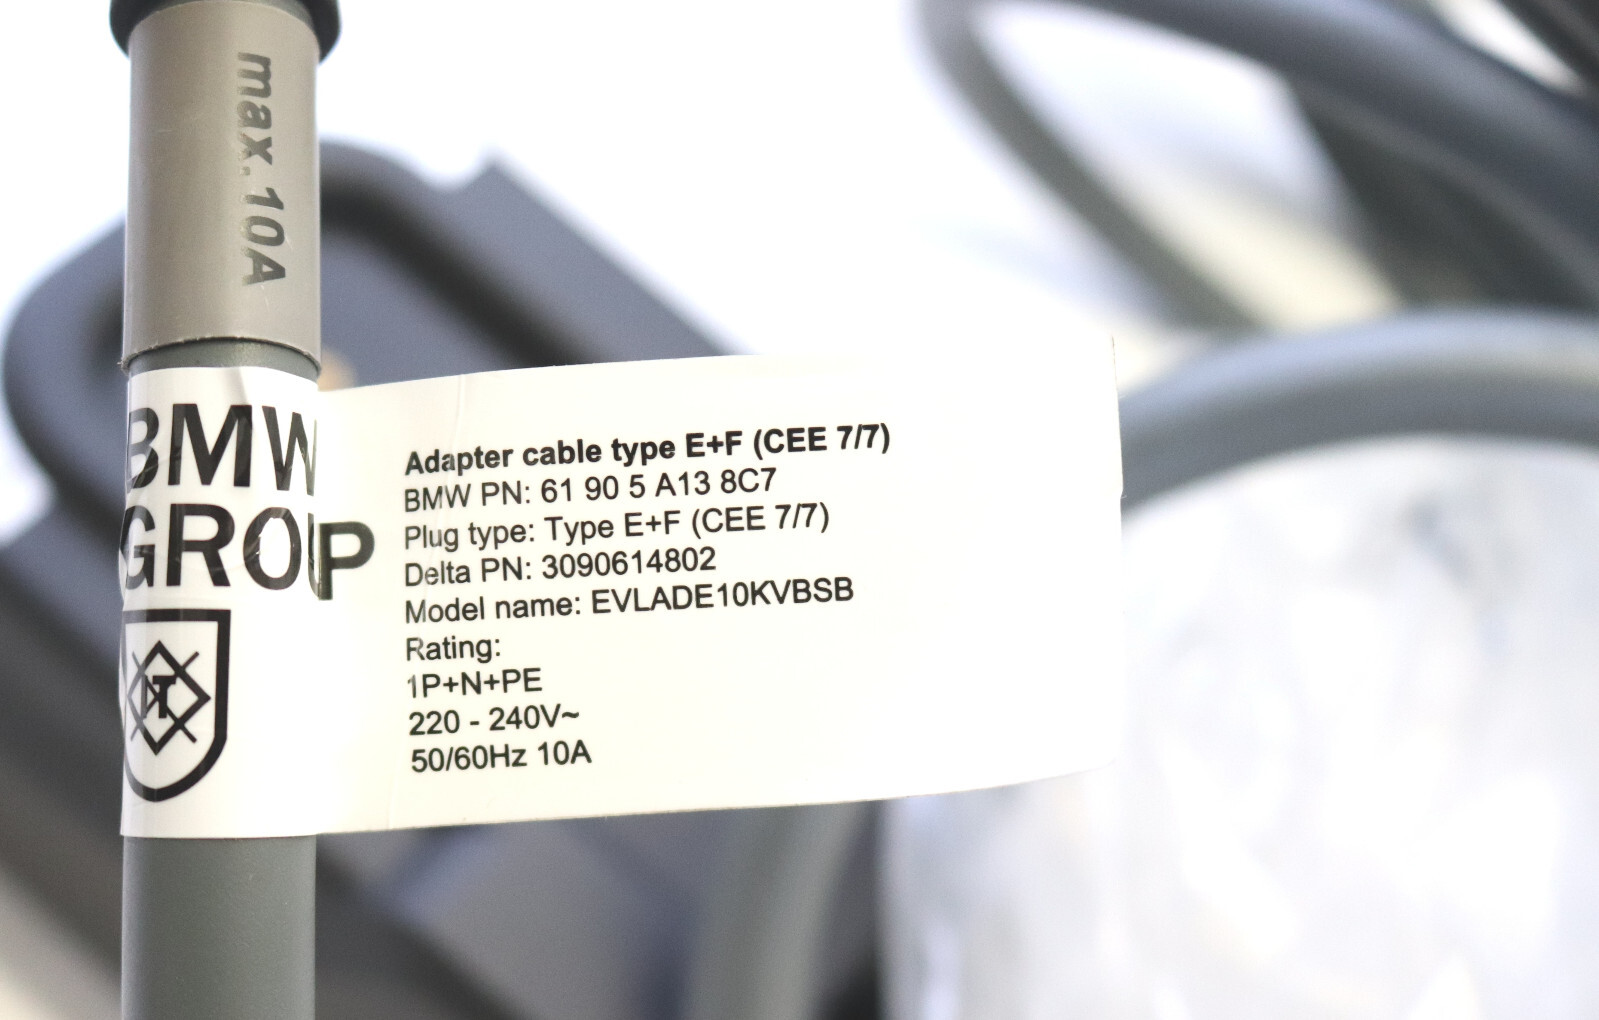 max. 10A
BMW
GROUP
Adapter cable type E+F (CEE 7/7)
BMW PN: 61 90 5 A13 8C7
Plug type: Type E+F (CEE 7/7)
Delta PN: 3090614802
Model name: EVLADE10KVBSB
Rating:
1P+N+PE
220 - 240V~
50/60Hz 10A